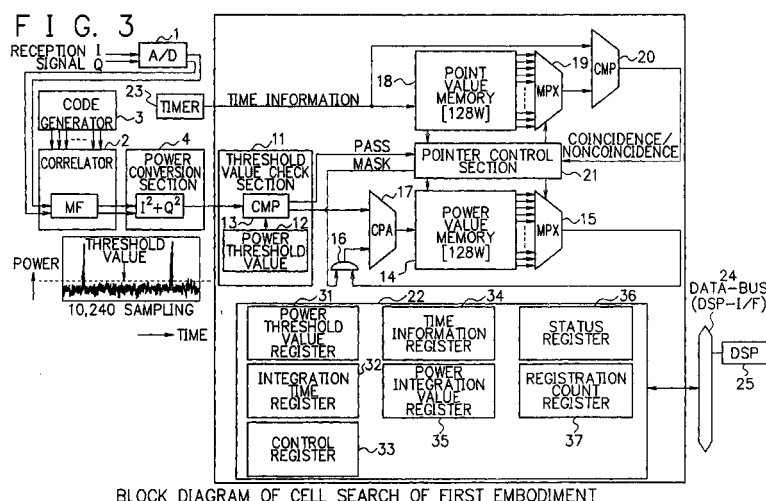 FIG. 3
RECEPTION I
SIGNAL Q
1
A/D
23
TIMER
TIME INFORMATION
CODE
GENERATOR
3
2
CORRELATOR
MF
4
POWER
CONVERSION
SECTION
I²+Q²
11
THRESHOLD
VALUE CHECK
SECTION
CMP
13
12
POWER
THRESHOLD
VALUE
PASS
MASK
18
POINT
VALUE
MEMORY
[128W]
19
MPX
CMP
20
COINCIDENCE/
NONCOINCIDENCE
POINTER CONTROL
SECTION
21
17
CPA
16
14
POWER
VALUE
MEMORY
[128W]
MPX
15
POWER
THRESHOLD
VALUE
10,240 SAMPLING
TIME
22
31
POWER
THRESHOLD
VALUE
REGISTER
34
TIME
INFORMATION
REGISTER
36
STATUS
REGISTER
32
INTEGRATION
TIME
REGISTER
POWER
INTEGRATION
VALUE
REGISTER
35
REGISTRATION
COUNT
REGISTER
37
CONTROL
REGISTER
33
24
DATA-BUS
(DSP-I/F)
DSP
25
BLOCK DIAGRAM OF CELL SEARCH OF FIRST EMBODIMENT